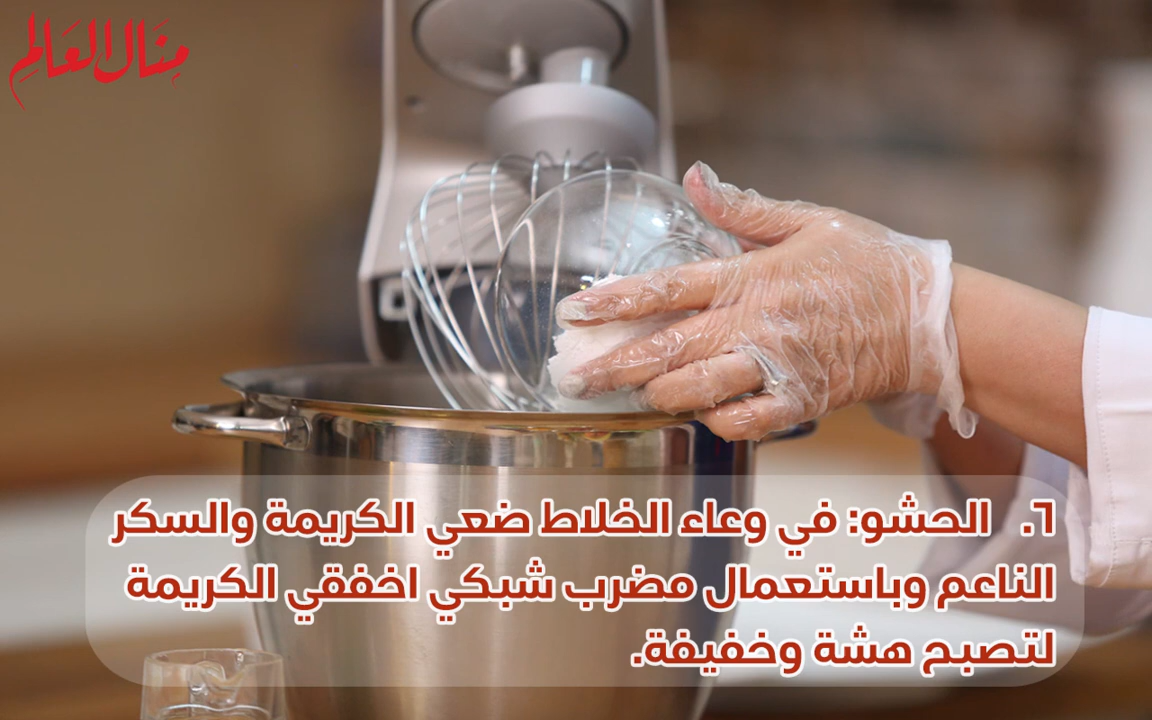 منال العالم
٦. الحشو: في وعاء الخلاط ضعي الكريمة والسكر
الناعم وباستعمال مضرب شبكي اخفقي الكريمة
لتصبح هشة وخفيفة.